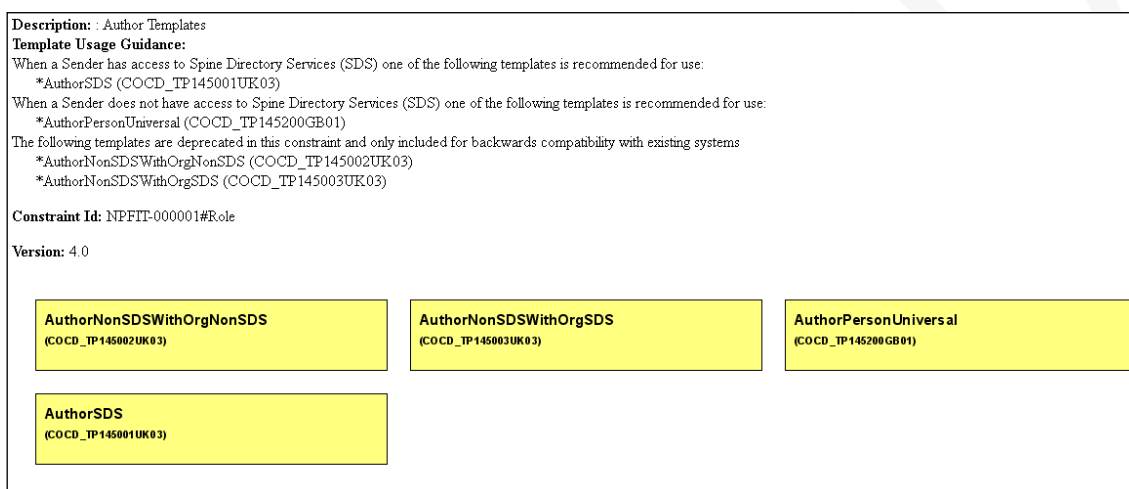 Description: : Author Templates
Template Usage Guidance:
When a Sender has access to Spine Directory Services (SDS) one of the following templates is recommended for use:
*AuthorSDS (COCD_TP145001UK03)
When a Sender does not have access to Spine Directory Services (SDS) one of the following templates is recommended for use:
*AuthorPersonUniversal (COCD_TP145200GB01)
The following templates are deprecated in this constraint and only included for backwards compatibility with existing systems
*AuthorNonSDSWithOrgNonSDS (COCD_TP145002UK03)
*AuthorNonSDSWithOrgSDS (COCD_TP145003UK03)
Constraint Id: NPFIT-000001#Role
Version: 4.0
AuthorNonSDSWithOrgNonSDS
(COCD_TP145002UK03)
AuthorNonSDSWithOrgSDS
(COCD_TP145003UK03)
AuthorPersonUniversal
(COCD_TP145200GB01)
AuthorSDS
(COCD_TP145001UK03)